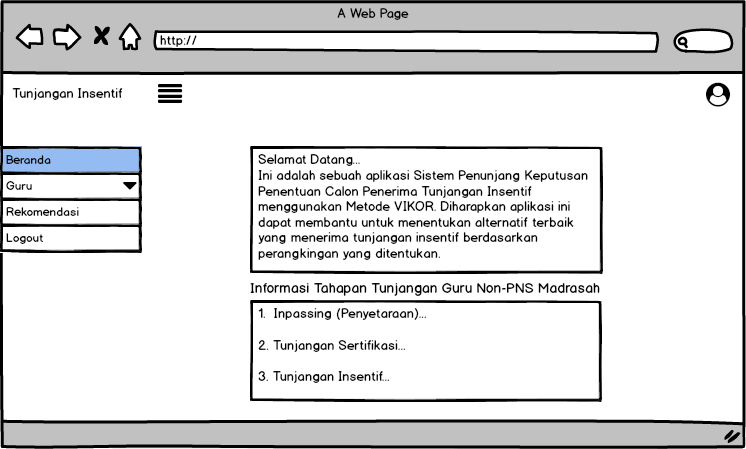 A Web Page
http://
Tunjangan Insentif
Beranda
Guru
Rekomendasi
Logout
Selamat Datang...
Ini adalah sebuah aplikasi Sistem Penunjang Keputusan
Penentuan Calon Penerima Tunjangan Insentif
menggunakan Metode VIKOR. Diharapkan aplikasi ini
dapat membantu untuk menentukan alternatif terbaik
yang menerima tunjangan insentif berdasarkan
perangkingan yang ditentukan.
Informasi Tahapan Tunjangan Guru Non-PNS Madrasah
1. Inpassing (Penyetaraan)...
2. Tunjangan Sertifikasi...
3. Tunjangan Insentif...